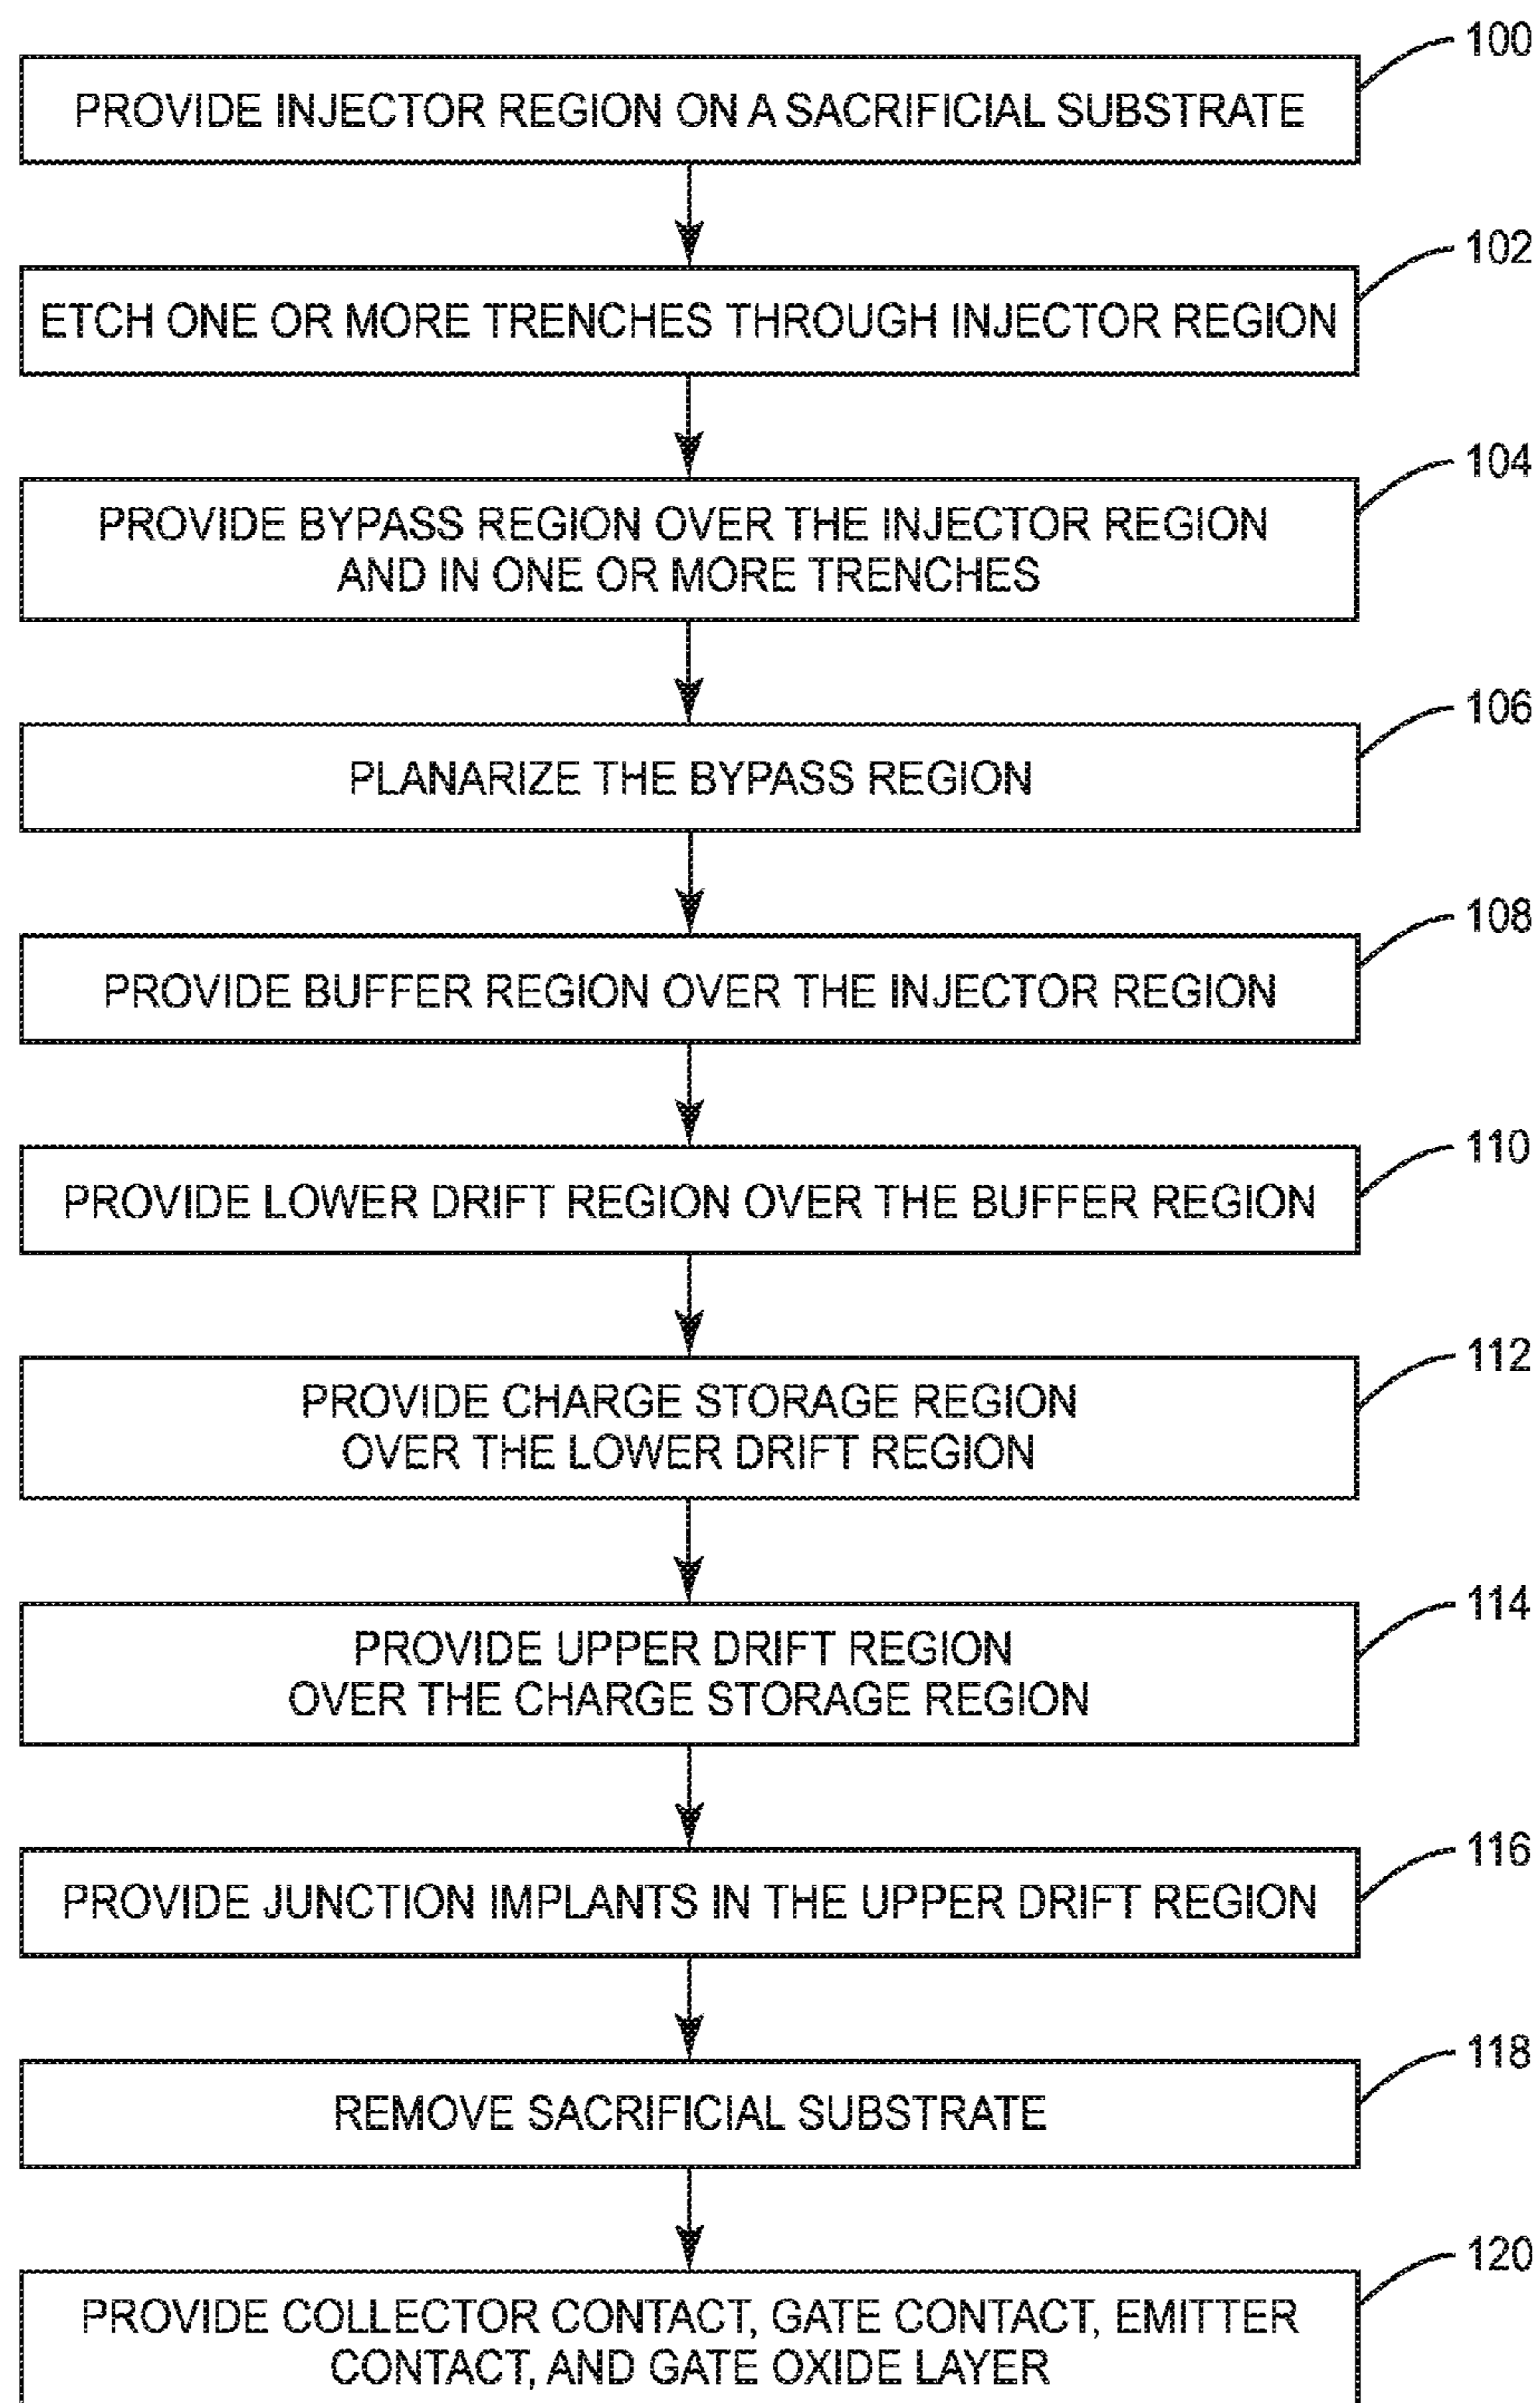 100
PROVIDE INJECTOR REGION ON A SACRIFICIAL SUBSTRATE
102
ETCH ONE OR MORE TRENCHES THROUGH INJECTOR REGION
104
PROVIDE BYPASS REGION OVER THE INJECTOR REGION
AND IN ONE OR MORE TRENCHES
106
PLANARIZE THE BYPASS REGION
108
PROVIDE BUFFER REGION OVER THE INJECTOR REGION
110
PROVIDE LOWER DRIFT REGION OVER THE BUFFER REGION
112
PROVIDE CHARGE STORAGE REGION
OVER THE LOWER DRIFT REGION
114
PROVIDE UPPER DRIFT REGION
OVER THE CHARGE STORAGE REGION
116
PROVIDE JUNCTION IMPLANTS IN THE UPPER DRIFT REGION
118
REMOVE SACRIFICIAL SUBSTRATE
120
PROVIDE COLLECTOR CONTACT, GATE CONTACT, EMITTER
CONTACT, AND GATE OXIDE LAYER